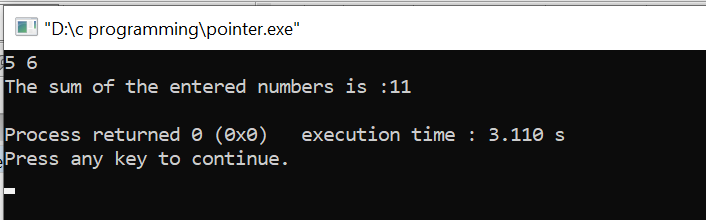 "D:\c programming\pointer.exe"
5 6
The sum of the entered numbers is :11
Process returned 0 (0x0)   execution time : 3.110 s
Press any key to continue.